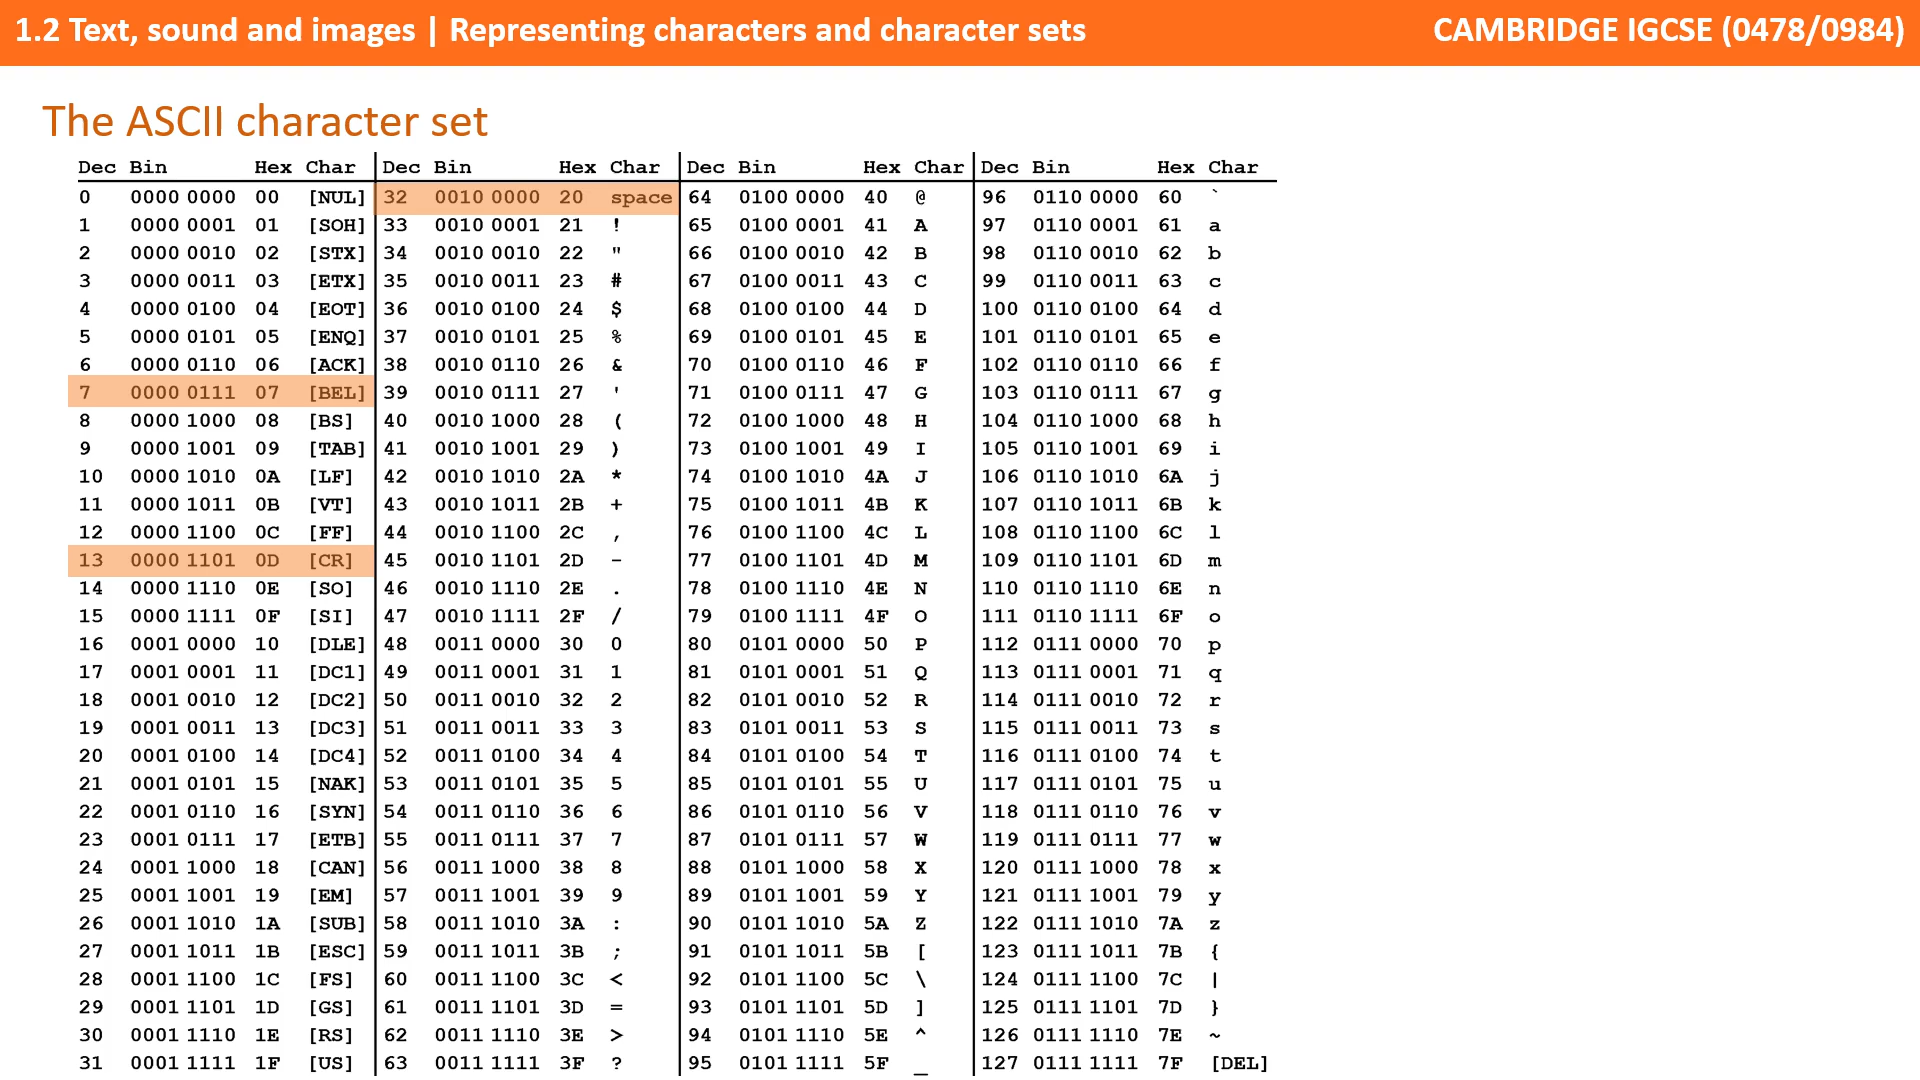 1.2 Text, sound and images | Representing characters and character sets CAMBRIDGE IGCSE (0478/0984)
The ASCII character set
Dec Bin Hex Char Dec Bin Hex Char Dec Bin Hex Char Dec Bin Hex Char
0 0000 0000 00 [NUL] 32 0010 0000 20 space 64 0100 0000 40 @ 96 0110 0000 60 `
1 0000 0001 01 [SOH] 33 0010 0001 21 ! 65 0100 0001 41 A 97 0110 0001 61 a
2 0000 0010 02 [STX] 34 0010 0010 22 " 66 0100 0010 42 B 98 0110 0010 62 b
3 0000 0011 03 [ETX] 35 0010 0011 23 # 67 0100 0011 43 C 99 0110 0011 63 c
4 0000 0100 04 [EOT] 36 0010 0100 24 $ 68 0100 0100 44 D 100 0110 0100 64 d
5 0000 0101 05 [ENQ] 37 0010 0101 25 % 69 0100 0101 45 E 101 0110 0101 65 e
6 0000 0110 06 [ACK] 38 0010 0110 26 & 70 0100 0110 46 F 102 0110 0110 66 f
7 0000 0111 07 [BEL] 39 0010 0111 27 ' 71 0100 0111 47 G 103 0110 0111 67 g
8 0000 1000 08 [BS] 40 0010 1000 28 ( 72 0100 1000 48 H 104 0110 1000 68 h
9 0000 1001 09 [TAB] 41 0010 1001 29 ) 73 0100 1001 49 I 105 0110 1001 69 i
10 0000 1010 0A [LF] 42 0010 1010 2A * 74 0100 1010 4A J 106 0110 1010 6A j
11 0000 1011 0B [VT] 43 0010 1011 2B + 75 0100 1011 4B K 107 0110 1011 6B k
12 0000 1100 0C [FF] 44 0010 1100 2C , 76 0100 1100 4C L 108 0110 1100 6C l
13 0000 1101 0D [CR] 45 0010 1101 2D - 77 0100 1101 4D M 109 0110 1101 6D m
14 0000 1110 0E [SO] 46 0010 1110 2E . 78 0100 1110 4E N 110 0110 1110 6E n
15 0000 1111 0F [SI] 47 0010 1111 2F / 79 0100 1111 4F O 111 0110 1111 6F o
16 0001 0000 10 [DLE] 48 0011 0000 30 0 80 0101 0000 50 P 112 0111 0000 70 p
17 0001 0001 11 [DC1] 49 0011 0001 31 1 81 0101 0001 51 Q 113 0111 0001 71 q
18 0001 0010 12 [DC2] 50 0011 0010 32 2 82 0101 0010 52 R 114 0111 0010 72 r
19 0001 0011 13 [DC3] 51 0011 0011 33 3 83 0101 0011 53 S 115 0111 0011 73 s
20 0001 0100 14 [DC4] 52 0011 0100 34 4 84 0101 0100 54 T 116 0111 0100 74 t
21 0001 0101 15 [NAK] 53 0011 0101 35 5 85 0101 0101 55 U 117 0111 0101 75 u
22 0001 0110 16 [SYN] 54 0011 0110 36 6 86 0101 0110 56 V 118 0111 0110 76 v
23 0001 0111 17 [ETB] 55 0011 0111 37 7 87 0101 0111 57 W 119 0111 0111 77 w
24 0001 1000 18 [CAN] 56 0011 1000 38 8 88 0101 1000 58 X 120 0111 1000 78 x
25 0001 1001 19 [EM] 57 0011 1001 39 9 89 0101 1001 59 Y 121 0111 1001 79 y
26 0001 1010 1A [SUB] 58 0011 1010 3A : 90 0101 1010 5A Z 122 0111 1010 7A z
27 0001 1011 1B [ESC] 59 0011 1011 3B ; 91 0101 1011 5B [ 123 0111 1011 7B {
28 0001 1100 1C [FS] 60 0011 1100 3C < 92 0101 1100 5C \ 124 0111 1100 7C |
29 0001 1101 1D [GS] 61 0011 1101 3D = 93 0101 1101 5D ] 125 0111 1101 7D }
30 0001 1110 1E [RS] 62 0011 1110 3E > 94 0101 1110 5E ^ 126 0111 1110 7E ~
31 0001 1111 1F [US] 63 0011 1111 3F ? 95 0101 1111 5F _ 127 0111 1111 7F [DEL]